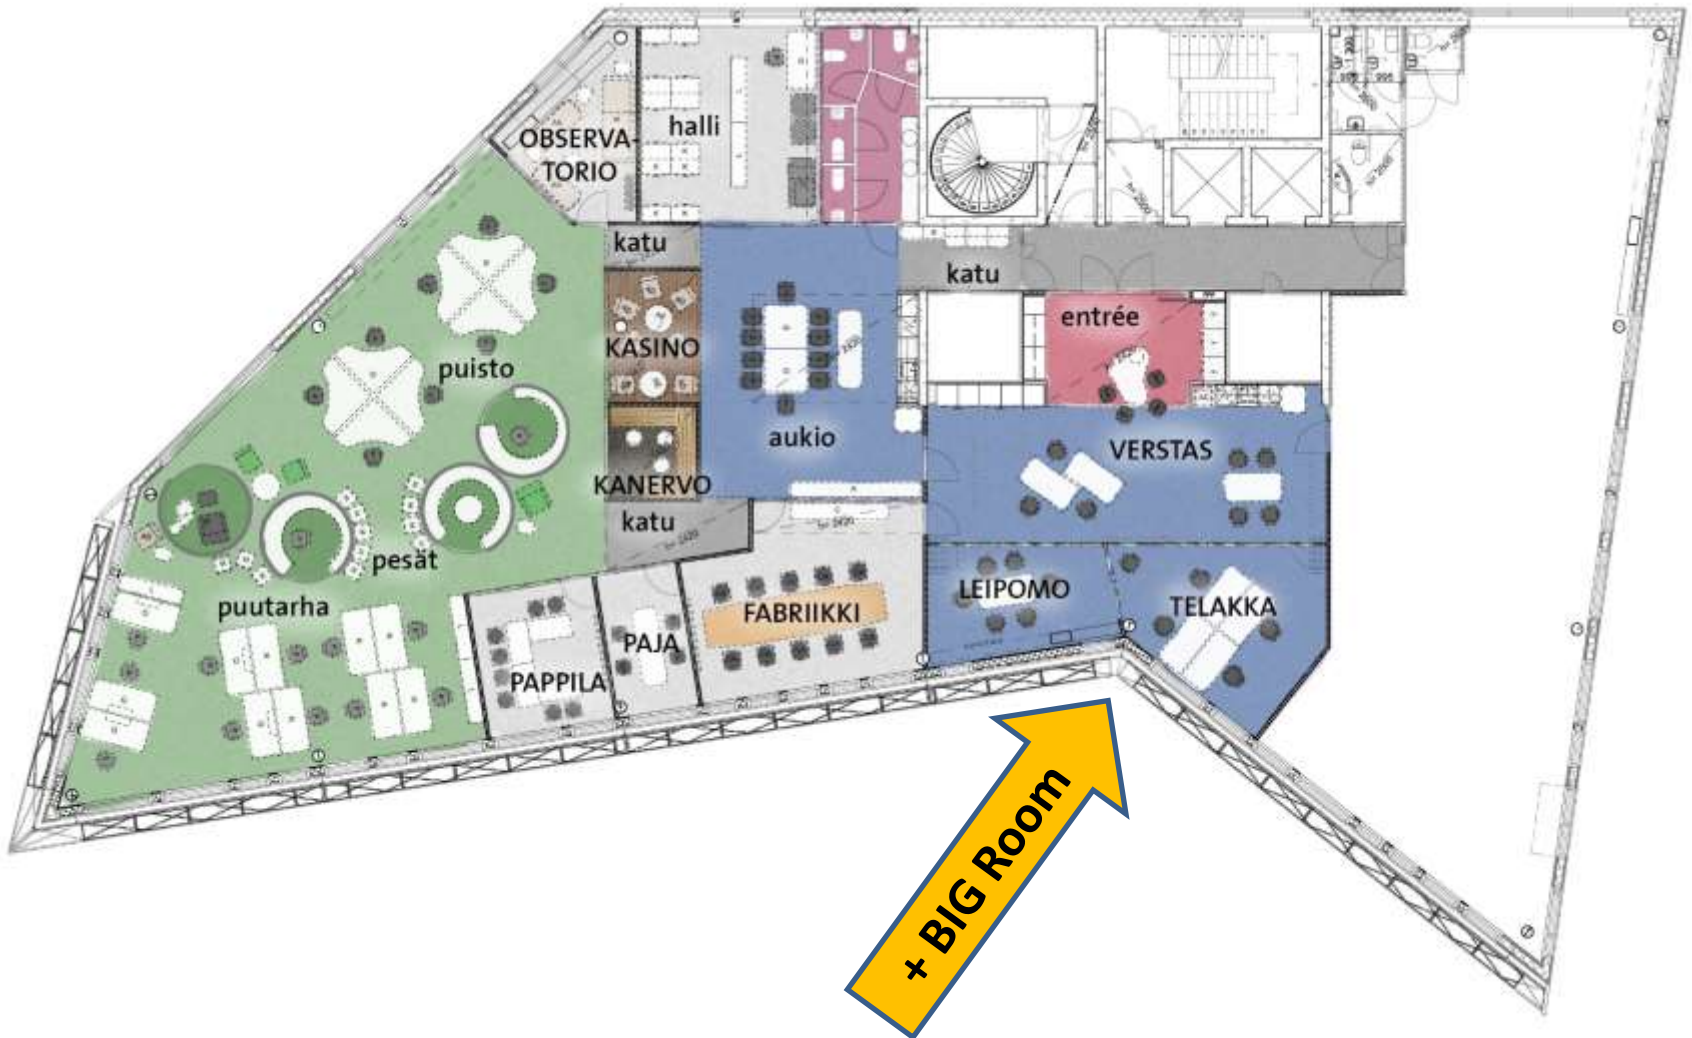 OBSERVA-
TORIO
halli
katu
katu
entrée
KASINO
puisto
aukio
VERSTAS
KANERVO
katu
pesät
puutarha
LEIPOMO
TELAKKA
FABRIIKKI
PAJA
PAPPILA
+ BIG Room